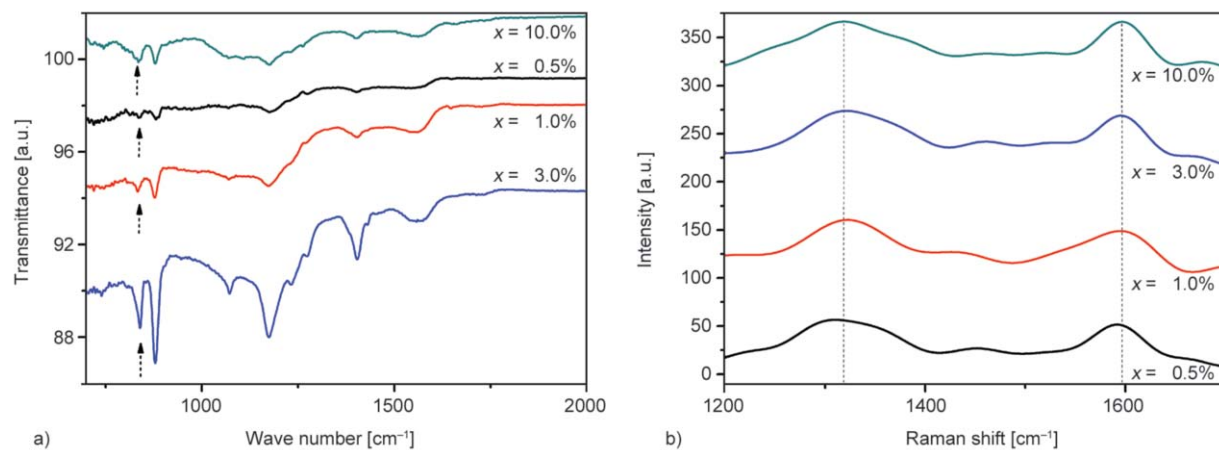 100
96
92
88
Transmittance [a.u.]
x = 10.0%
x = 0.5%
x = 1.0%
x = 3.0%
1000
1500
2000
a)
Wave number [cm⁻¹]
350
300
250
200
150
100
50
0
Intensity [a.u.]
x = 10.0%
x = 3.0%
x = 1.0%
x = 0.5%
1200
1400
1600
b)
Raman shift [cm⁻¹]